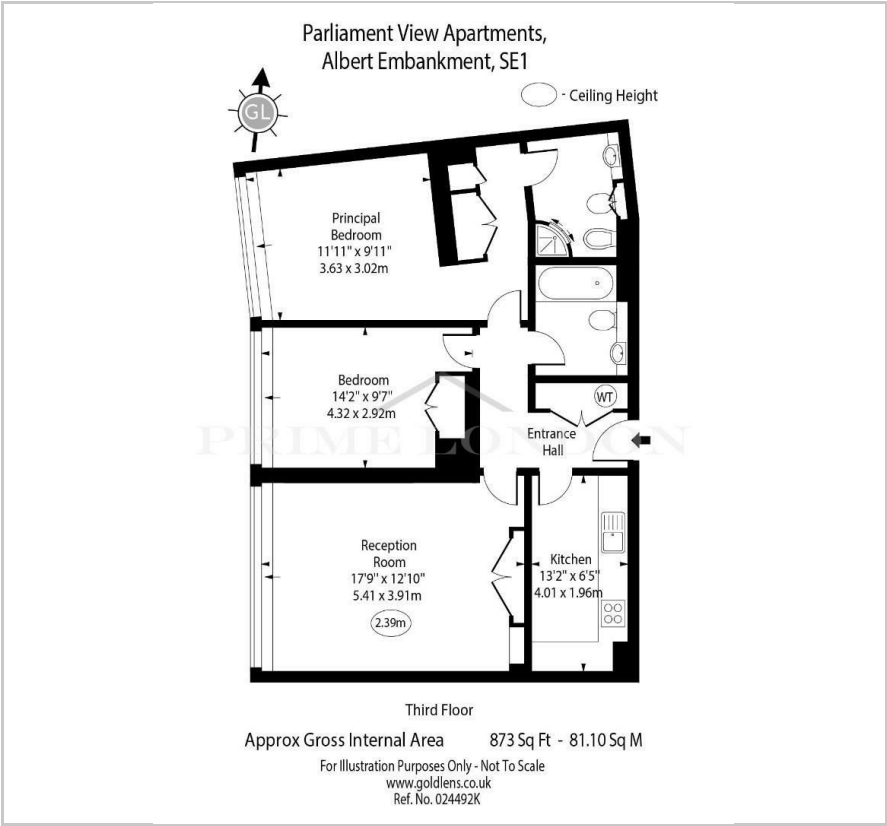 Parliament View Apartments,
Albert Embankment, SE1
- Ceiling Height
GL
Principal
Bedroom
11'11" x 9'11"
3.63 x 3.02m
Bedroom
14'2" x 9'7"
4.32 x 2.92m
WT
Entrance
Hall
PRIME LONDON
Reception
Room
17'9" x 12'10"
5.41 x 3.91m
2.39m
Kitchen
13'2" x 6'5"
4.01 x 1.96m
Third Floor
Approx Gross Internal Area 873 Sq Ft - 81.10 Sq M
For Illustration Purposes Only - Not To Scale
www.goldlens.co.uk
Ref. No. 024492K